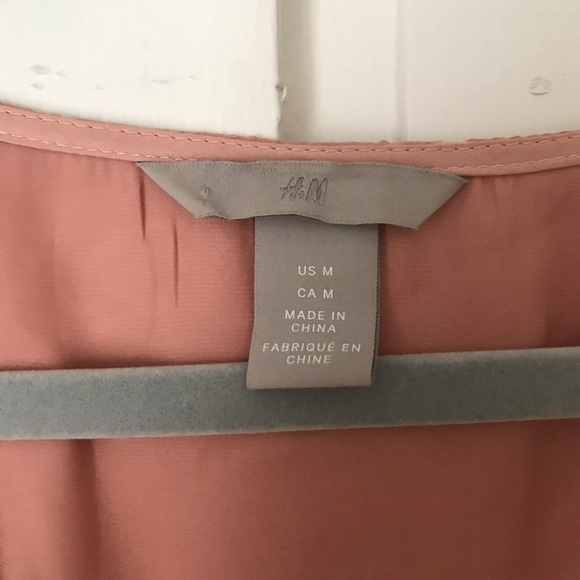 H&M
US M
CA M
MADE IN
CHINA
FABRIQUÉ EN
CHINE